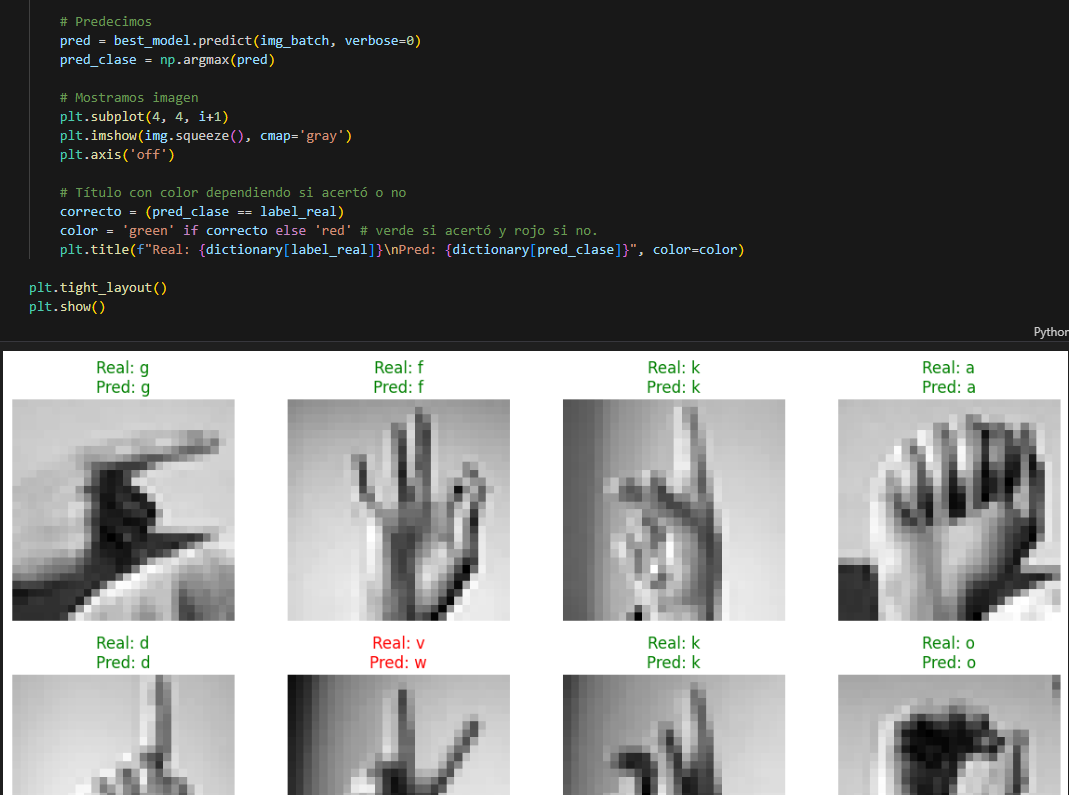 # Predecimos
pred = best_model.predict(img_batch, verbose=0)
pred_clase = np.argmax(pred)
# Mostramos imagen
plt.subplot(4, 4, i+1)
plt.imshow(img.squeeze(), cmap='gray')
plt.axis('off')
# Título con color dependiendo si acertó o no
correcto = (pred_clase == label_real)
color = 'green' if correcto else 'red' # verde si acertó y rojo si no.
plt.title(f"Real: {dictionary[label_real]}\nPred: {dictionary[pred_clase]}", color=color)
plt.tight_layout()
plt.show()
Python
Real: g
Pred: g
Real: f
Pred: f
Real: k
Pred: k
Real: a
Pred: a
Real: d
Pred: d
Real: v
Pred: w
Real: k
Pred: k
Real: o
Pred: o